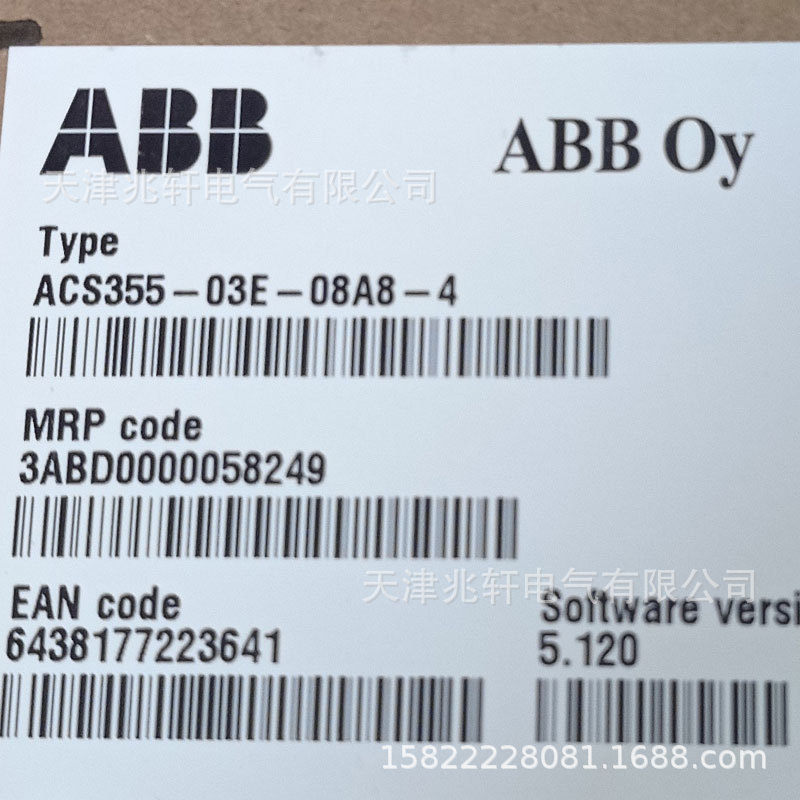 ABB
ABB Oy
天津兆轩电气有限公司
Type
ACS355-03E-08A8-4
MRP code
3ABD0000058249
天津兆轩电气有限公司
EAN code
Software versi
6438177223641
5.120
15822228081.1688.com